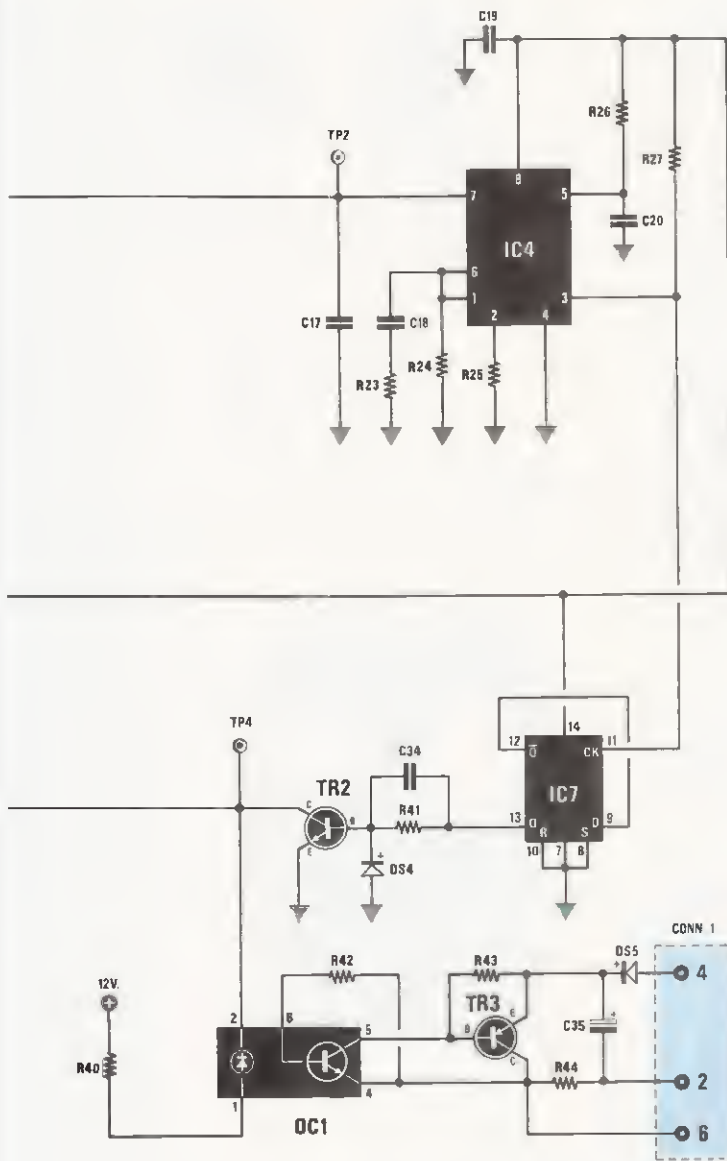 C19
R26
TP2
R27
8
7
5
C20
IC4
6
1
3
2
4
C17
C18
R24
R23
R25
TP4
14
12
11
Q
CK
C34
TR2
IC7
R41
C
B
13
Q
D
9
R
S
E
10
7
8
DS4
CONN 1
DS5
R42
R43
4
12V.
TR3
E
2
6
B
C35
5
C
R40
R44
4
2
1
OC1
6